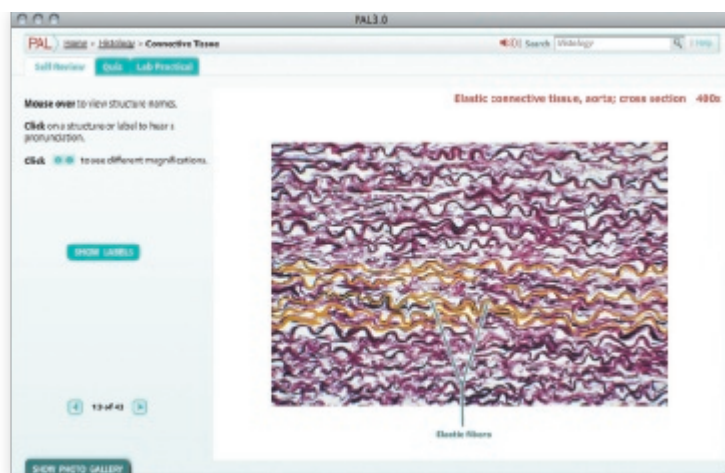 PAL3.0
PAL Home > Histology > Connective Tissue
Search Histology Help
Self Review Quiz Lab Practical
Elastic connective tissue, aorta; cross section 400x
Mouse over to view structure names.
Click on a structure or label to hear a
pronunciation.
Click to see different magnifications.
SHOW LABELS
Elastic fibers
SHOW PHOTO GALLERY